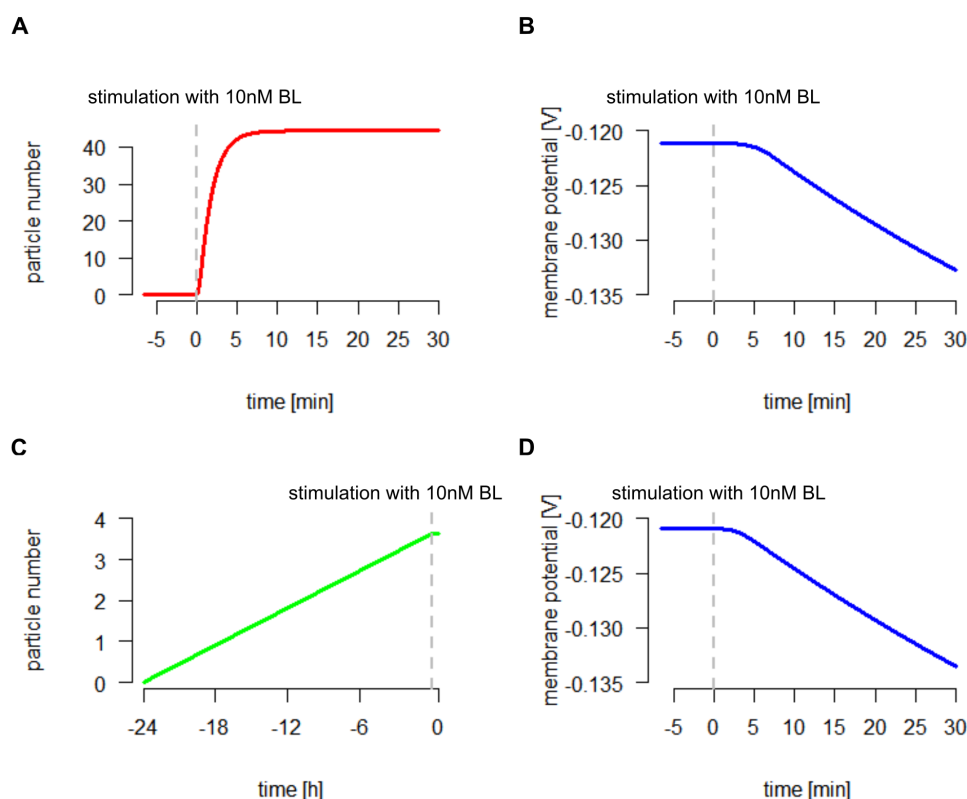 A
stimulation with 10nM BL
particle number
40
30
20
10
0
-5 0 5 10 15 20 25 30
time [min]
B
stimulation with 10nM BL
membrane potential [V]
-0.120
-0.125
-0.130
-0.135
-5 0 5 10 15 20 25 30
time [min]
C
stimulation with 10nM BL
particle number
4
3
2
1
0
-24 -18 -12 -6 0
time [h]
D
stimulation with 10nM BL
membrane potential [V]
-0.120
-0.125
-0.130
-0.135
-5 0 5 10 15 20 25 30
time [min]